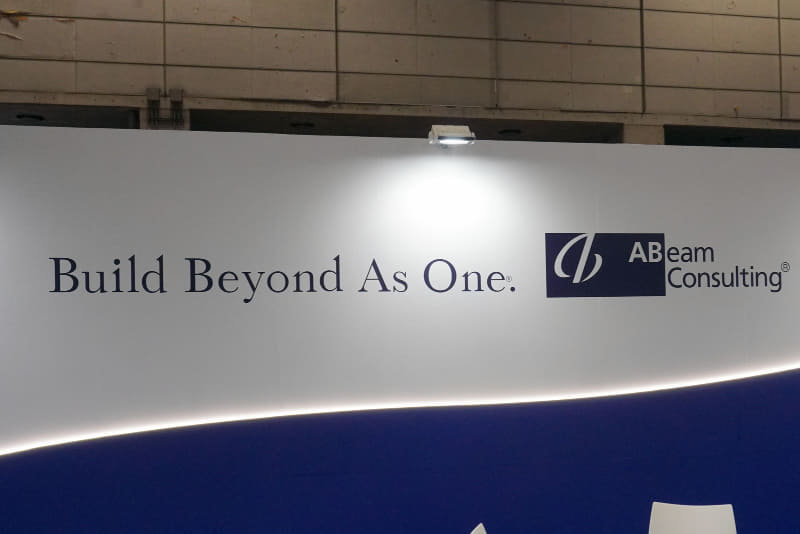 Build Beyond As One®.
ABeam
Consulting®